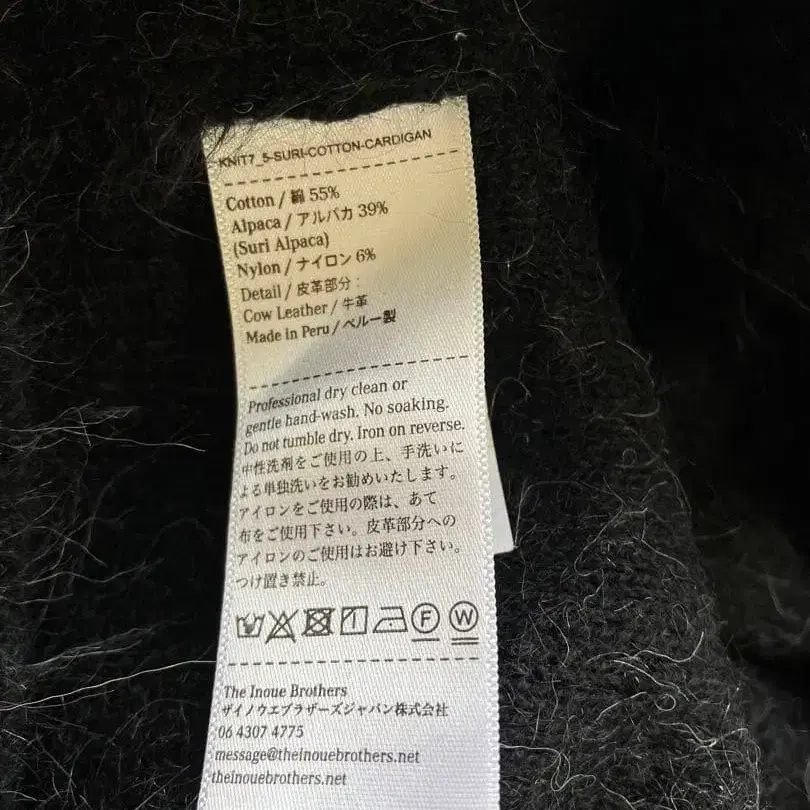 KNIT7_5-SURI-COTTON-CARDIGAN
Cotton / 綿 55%
Alpaca / アルパカ 39%
(Suri Alpaca)
Nylon / ナイロン 6%
Detail / 皮革部分 :
Cow Leather / 牛革
Made in Peru / ペルー製
Professional dry clean or
gentle hand-wash. No soaking.
Do not tumble dry. Iron on reverse.
中性洗剤をご使用の上、手洗いに
よる単独洗いをお勧めいたします。
アイロンをご使用の際は、あて
布をご使用下さい。皮革部分への
アイロンのご使用はお避け下さい。
つけ置き禁止。
F W
The Inoue Brothers
ザイノウエブラザーズジャパン株式会社
06 4307 4775
message@theinouebrothers.net
theinouebrothers.net